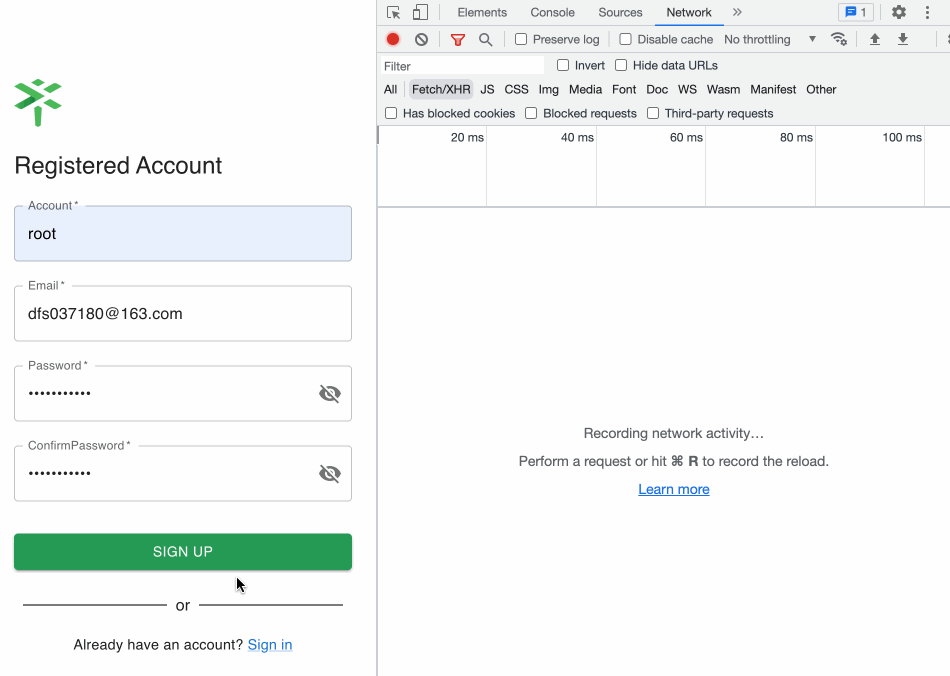 Registered Account
Account *
root
Email *
dfs037180@163.com
Password *
•••••••••••
ConfirmPassword *
•••••••••••
SIGN UP
or
Already have an account? Sign in
Elements Console Sources Network » 1
Preserve log Disable cache No throttling
Filter Invert Hide data URLs
All Fetch/XHR JS CSS Img Media Font Doc WS Wasm Manifest Other
Has blocked cookies Blocked requests Third-party requests
20 ms 40 ms 60 ms 80 ms 100 ms
Recording network activity…
Perform a request or hit ⌘ R to record the reload.
Learn more